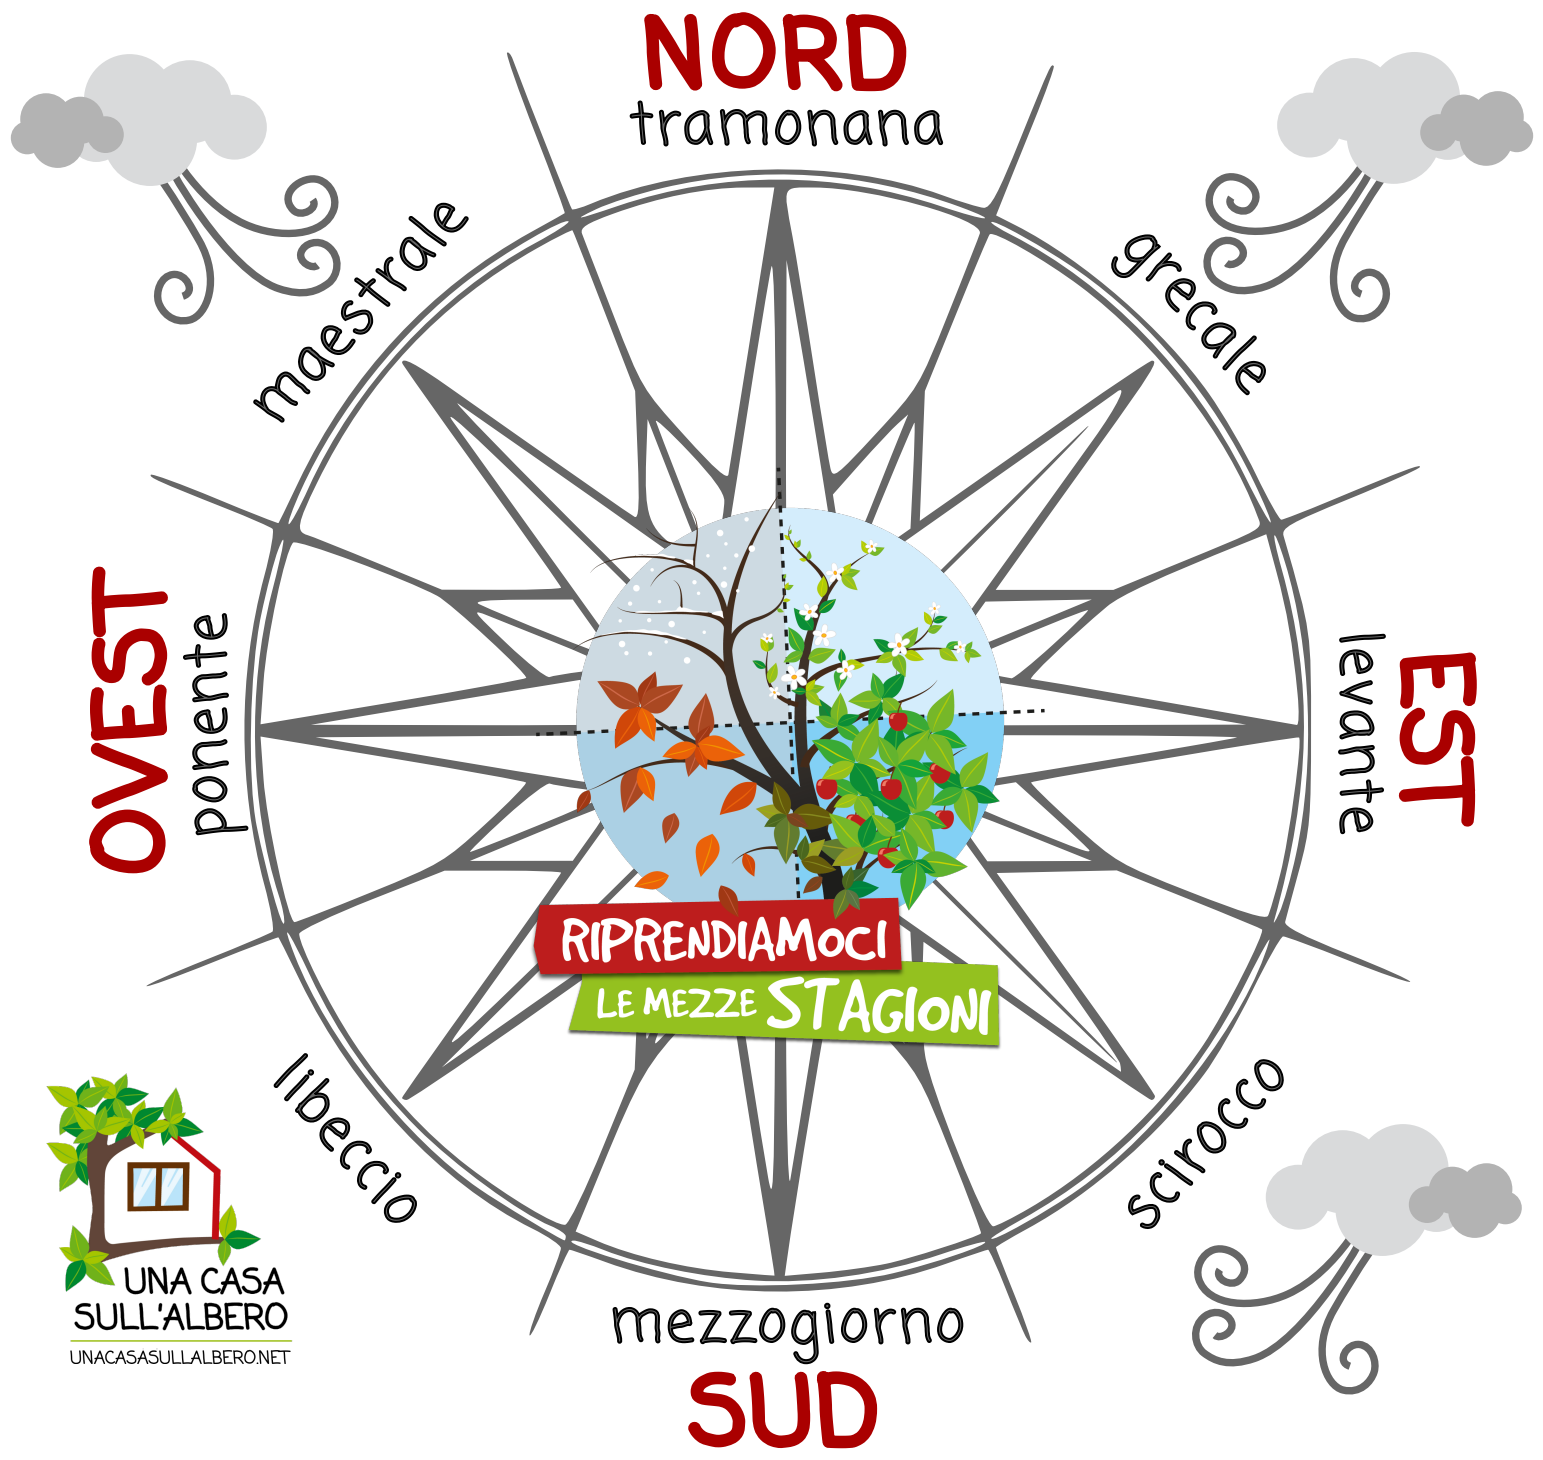 NORD
tramonana
maestrale
grecale
OVEST
ponente
levante
EST
RIPRENDIAMOCI
LE MEZZE STAGIONI
libeccio
scirocco
UNA CASA
SULL'ALBERO
UNACASASULLALBERO.NET
mezzogiorno
SUD